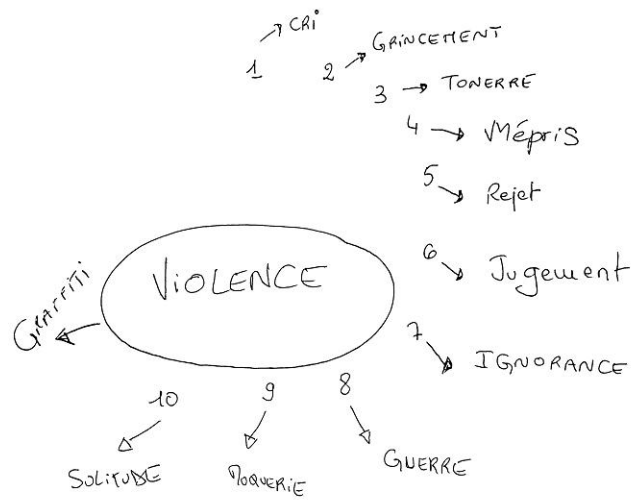 1 → CRi
2 → GRINCEMENT
3 → TONERRE
4 → Mépris
5 → Rejet
6 → Jugement
7 → IGNORANCE
ViOLENCE
GRAFFiTi
8 → GUERRE
9 → MOQUERiE
10 → SOLITUDE